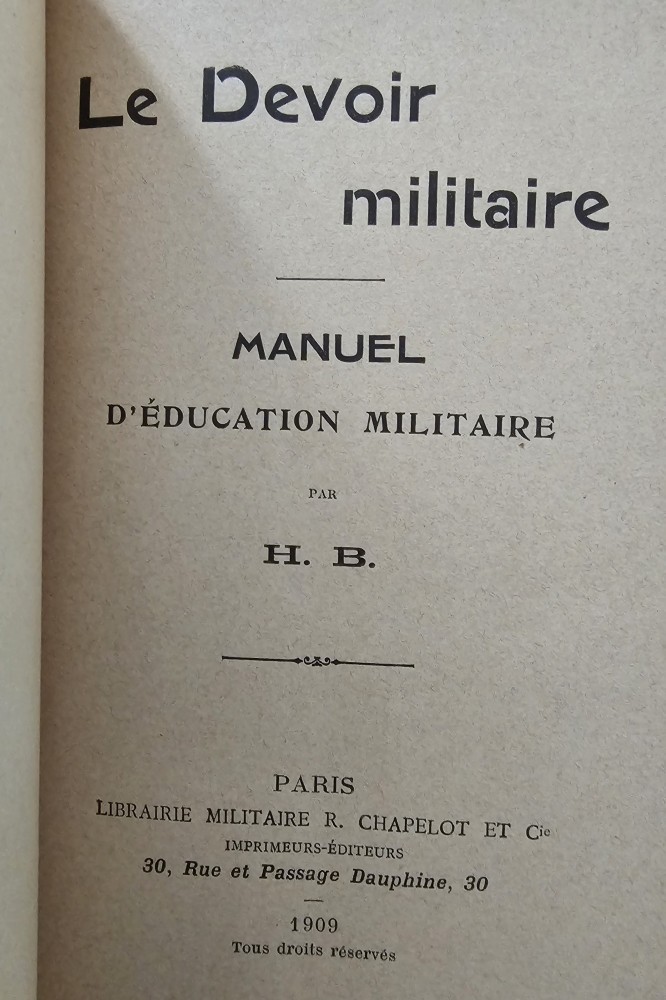 Le Devoir
militaire
MANUEL
D'ÉDUCATION MILITAIRE
PAR
H. B.
PARIS
LIBRAIRIE MILITAIRE R. CHAPELOT ET Cie
IMPRIMEURS-ÉDITEURS
30, Rue et Passage Dauphine, 30
1909
Tous droits réservés